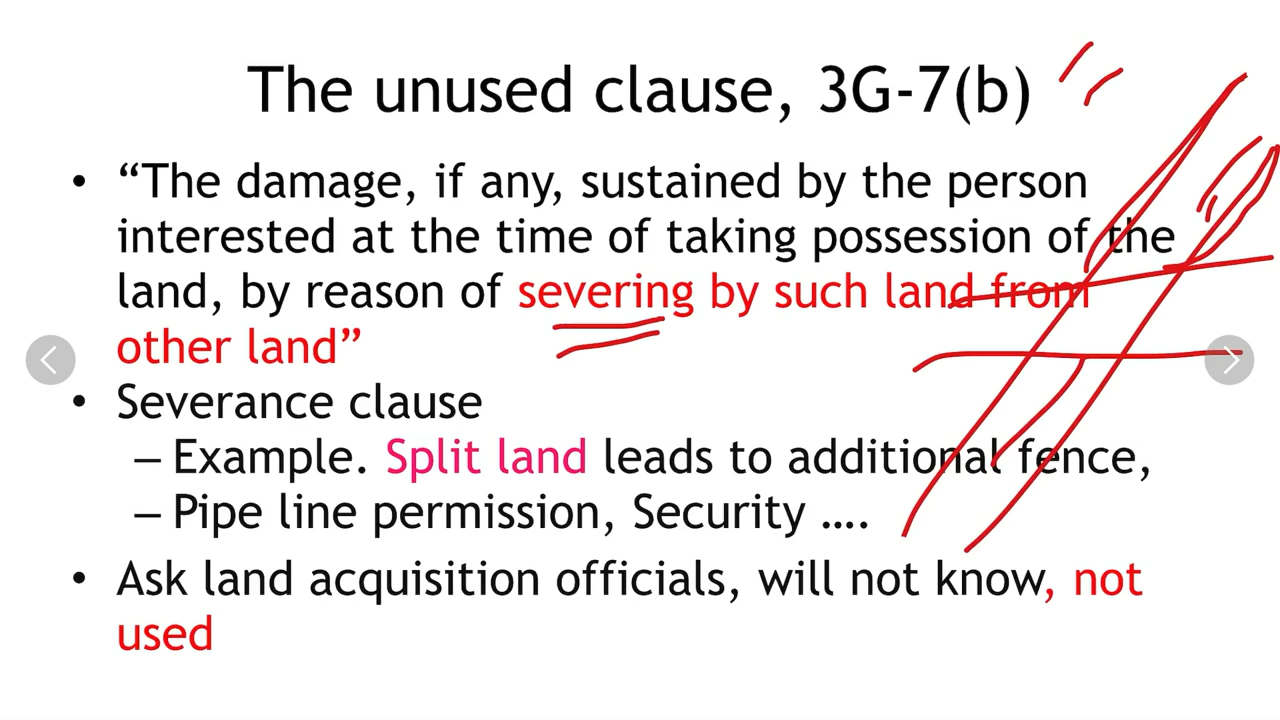 The unused clause, 3G-7(b)
• “The damage, if any, sustained by the person
interested at the time of taking possession of the
land, by reason of severing by such land from
other land”
• Severance clause
– Example. Split land leads to additional fence,
– Pipe line permission, Security ....
• Ask land acquisition officials, will not know, not
used